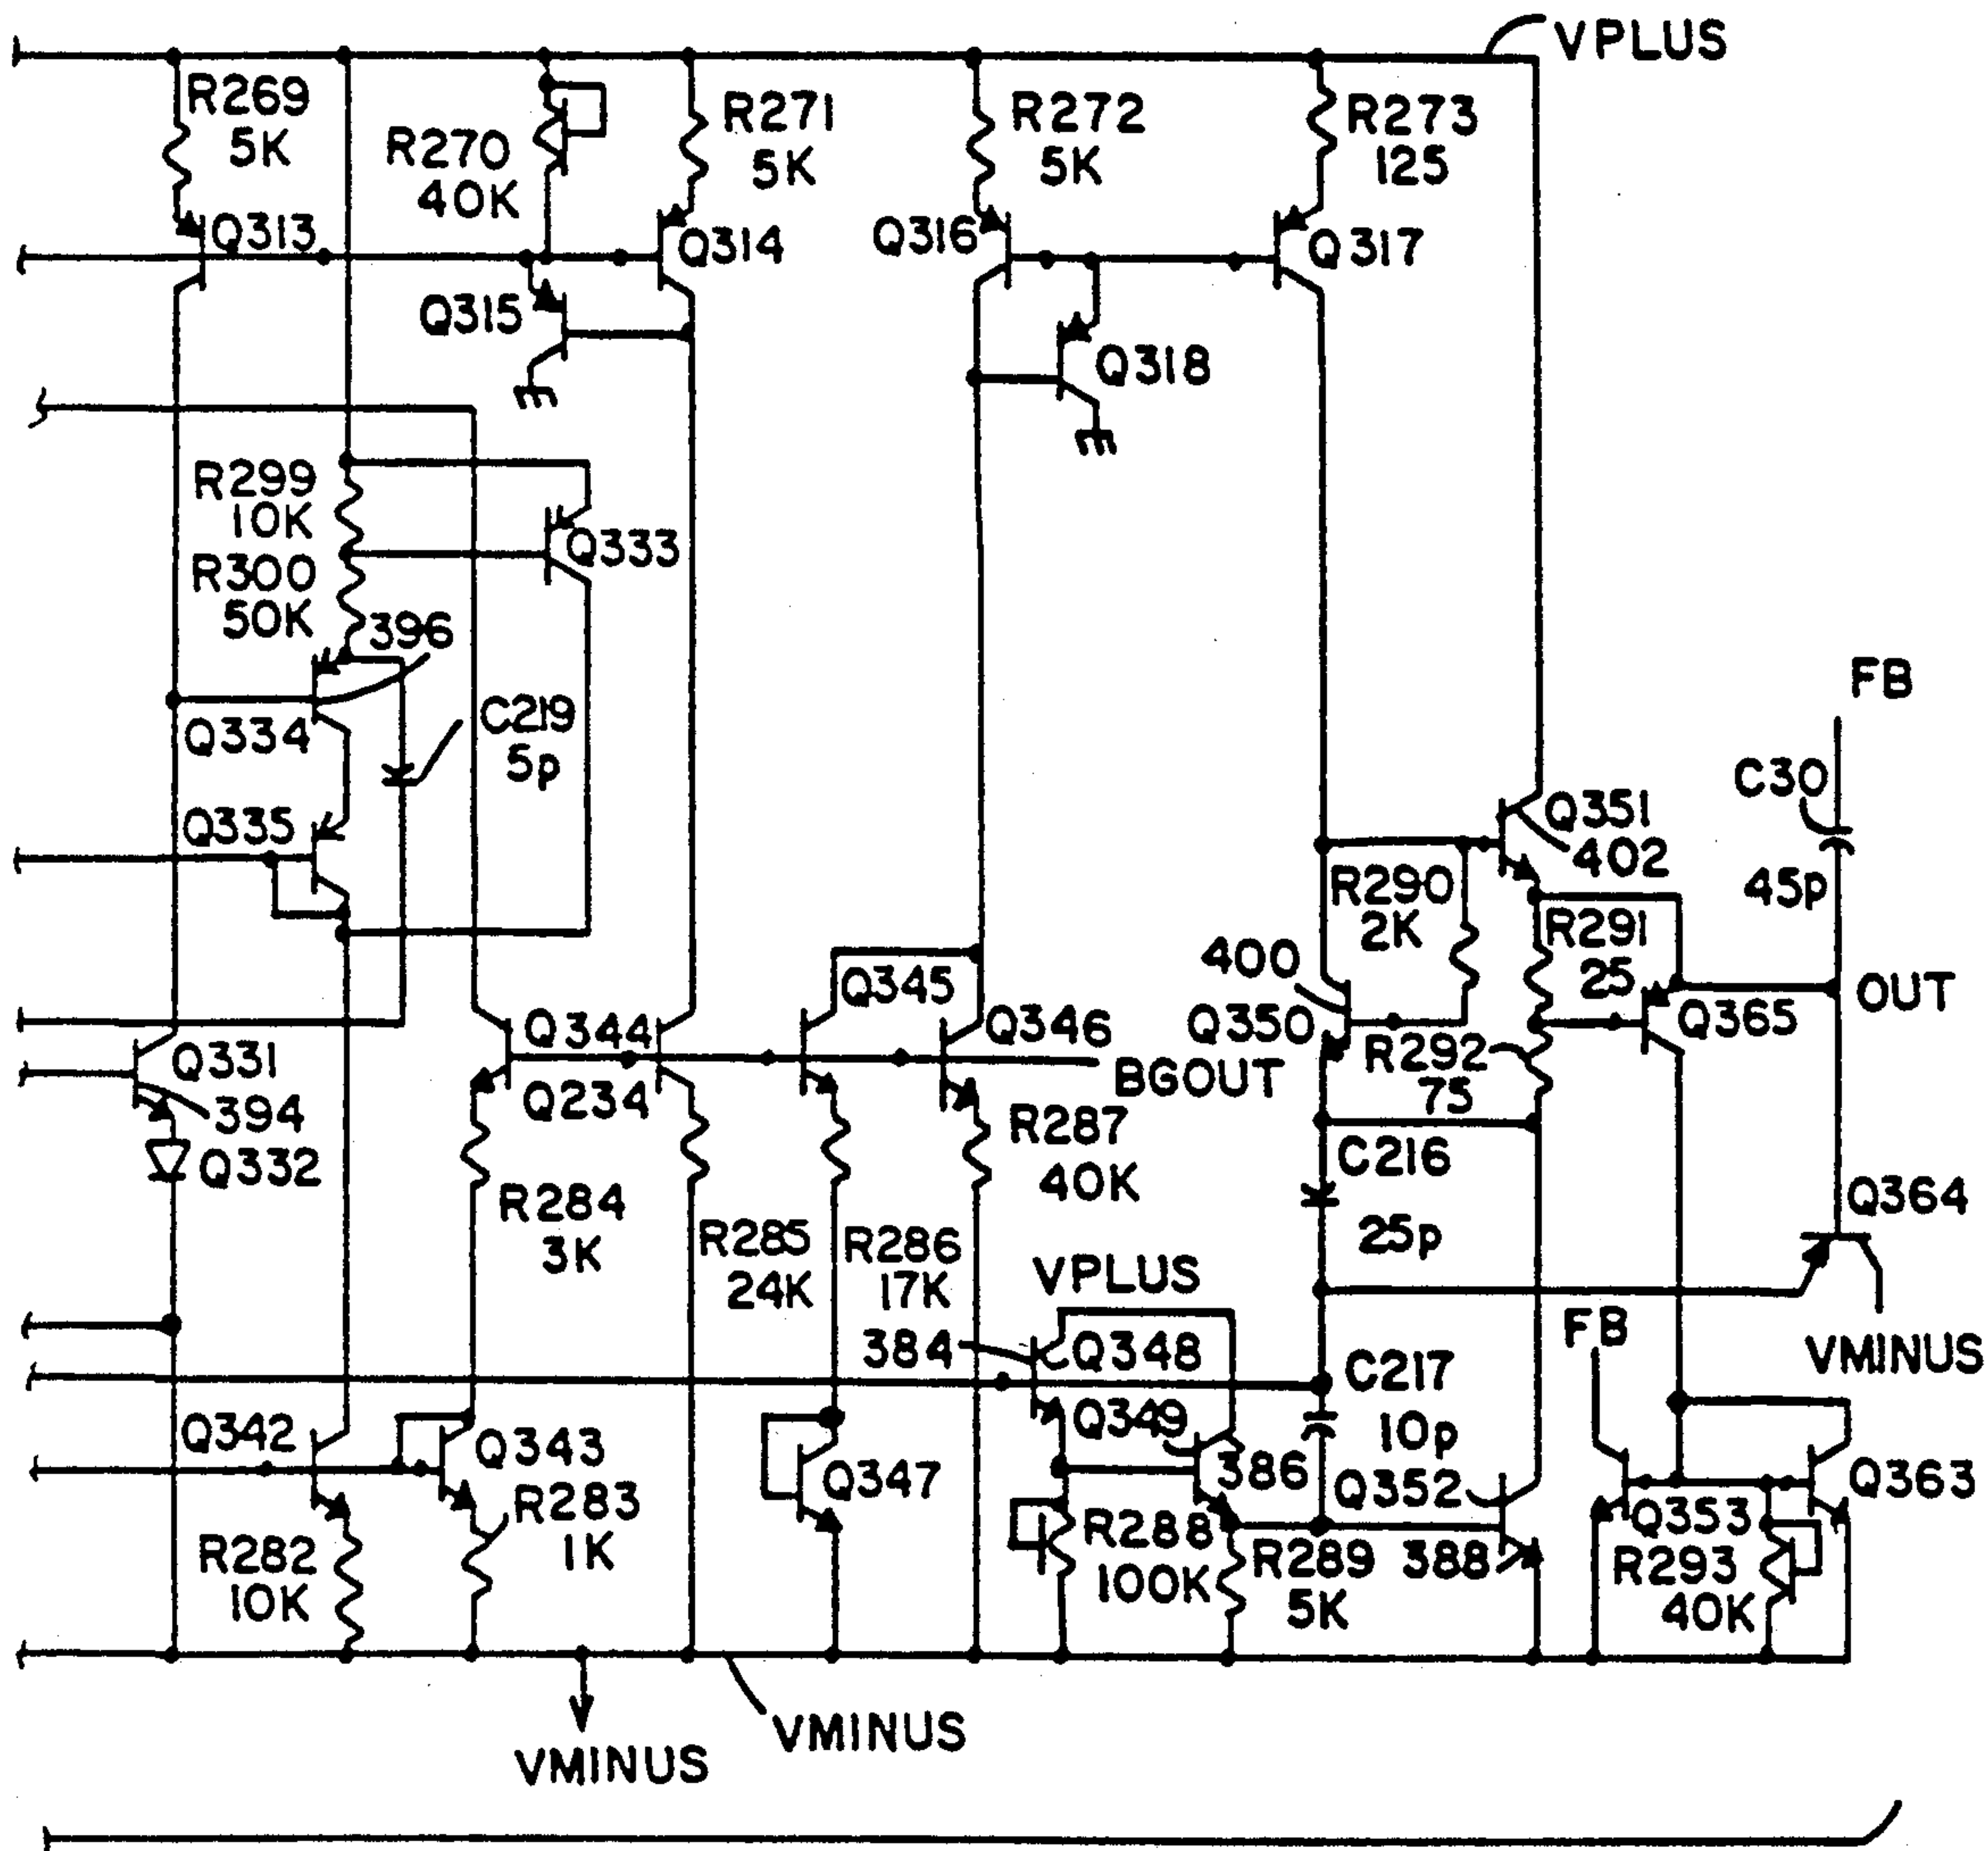 VPLUS
R269
5K
R270
40K
R271
5K
R272
5K
R273
125
Q313
Q314
Q316
Q317
Q315
Q318
R299
10K
Q333
R300
50K
396
FB
Q334
C219
5p
C30
Q335
Q351
402
45p
R290
2K
R291
25
400
Q345
OUT
Q344
Q346
Q350
Q365
Q331
R292
75
BGOUT
Q234
394
R287
40K
Q332
C216
R284
3K
Q364
R285
24K
R286
17K
25p
VPLUS
FB
384
Q348
VMINUS
C217
10p
Q342
Q349
Q343
386
Q347
Q352
Q363
R283
1K
Q353
R282
10K
R288
100K
R289
5K
388
R293
40K
VMINUS
VMINUS